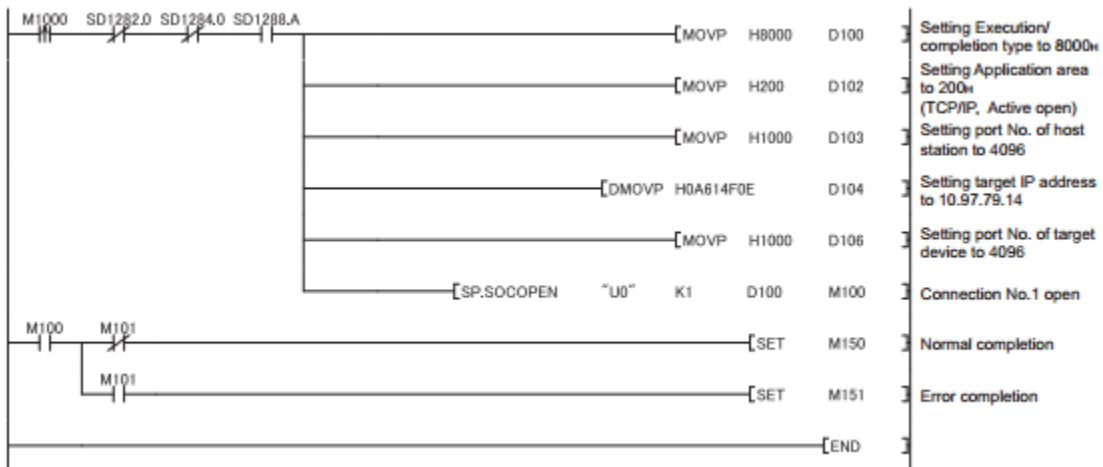 M1000 SD1282.0 SD1284.0 SD1288.A
MOVP H8000 D100
Setting Execution/
completion type to 8000H
MOVP H200 D102
Setting Application area
to 200H
(TCP/IP, Active open)
MOVP H1000 D103
Setting port No. of host
station to 4096
DMOVP H0A614F0E D104
Setting target IP address
to 10.97.79.14
MOVP H1000 D106
Setting port No. of target
device to 4096
SP.SOCOPEN "U0" K1 D100 M100
Connection No.1 open
M100 M101
SET M150
Normal completion
M101
SET M151
Error completion
END